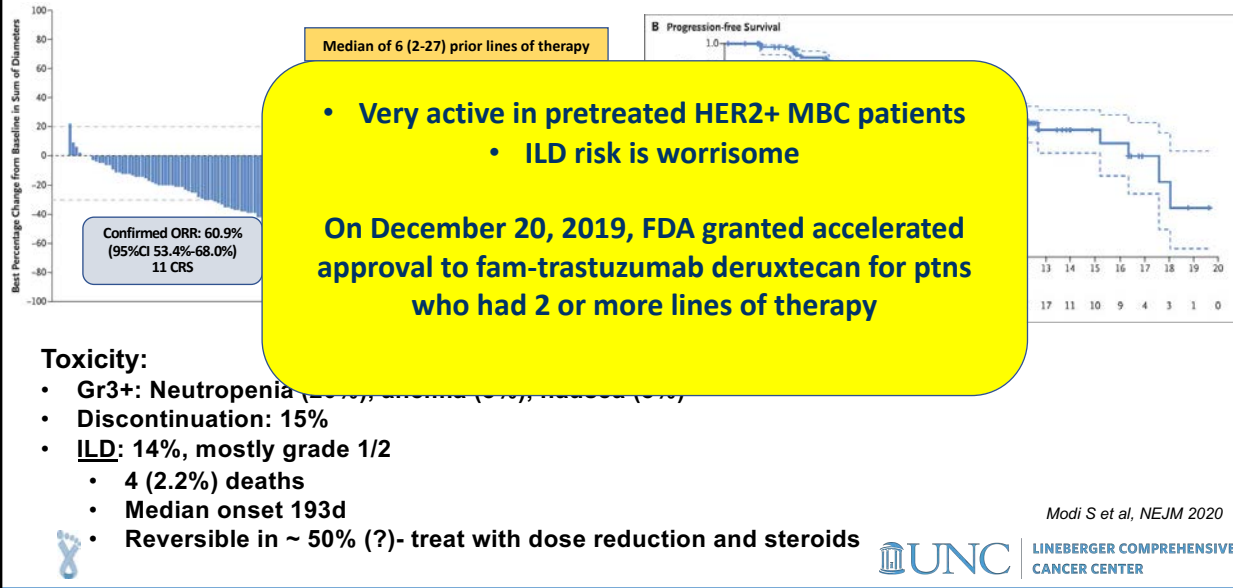 Best Percentage Change from Baseline in Sum of Diameters
100
80
60
40
20
0
-20
-40
-60
-80
-100
Median of 6 (2-27) prior lines of therapy
B Progression-free Survival
1.0
Confirmed ORR: 60.9%
(95%CI 53.4%-68.0%)
11 CRS
• Very active in pretreated HER2+ MBC patients
• ILD risk is worrisome
On December 20, 2019, FDA granted accelerated
approval to fam-trastuzumab deruxtecan for ptns
who had 2 or more lines of therapy
13 14 15 16 17 18 19 20
17 11 10 9 4 3 1 0
Toxicity:
• Gr3+: Neutropenia
• Discontinuation: 15%
• ILD: 14%, mostly grade 1/2
• 4 (2.2%) deaths
• Median onset 193d
• Reversible in ~ 50% (?)- treat with dose reduction and steroids
Modi S et al, NEJM 2020
UNC LINEBERGER COMPREHENSIVE
CANCER CENTER